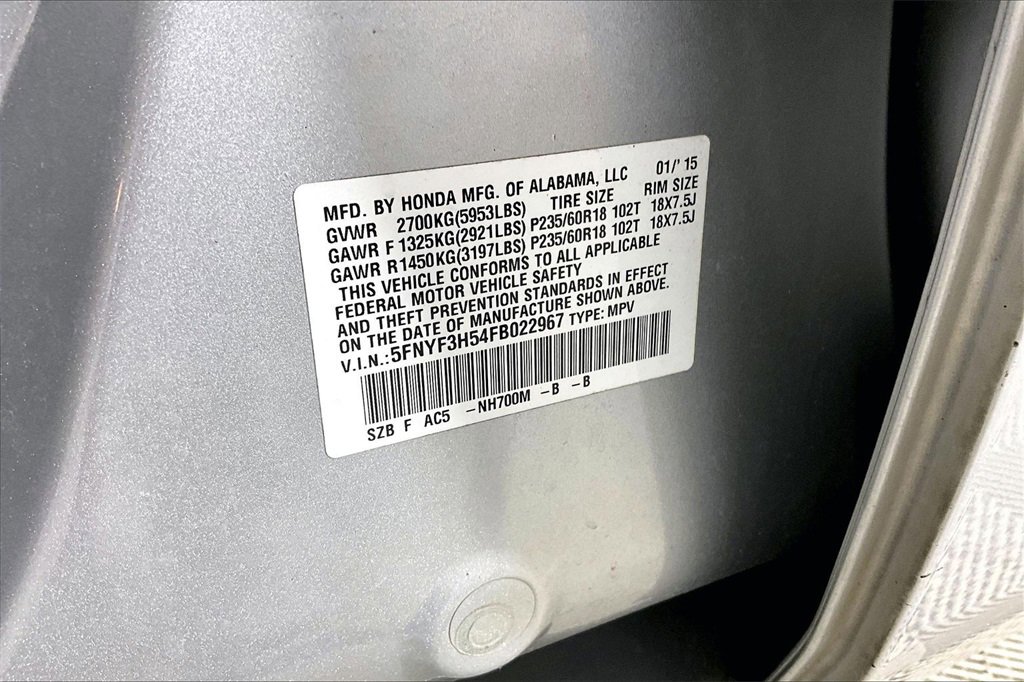 MFD. BY HONDA MFG. OF ALABAMA, LLC 01/'15
GVWR 2700KG(5953LBS) TIRE SIZE RIM SIZE
GAWR F 1325KG(2921LBS) P235/60R18 102T 18X7.5J
GAWR R1450KG(3197LBS) P235/60R18 102T 18X7.5J
THIS VEHICLE CONFORMS TO ALL APPLICABLE
FEDERAL MOTOR VEHICLE SAFETY
AND THEFT PREVENTION STANDARDS IN EFFECT
ON THE DATE OF MANUFACTURE SHOWN ABOVE.
V.I.N.:5FNYF3H54FB022967 TYPE: MPV
SZB F AC5 -NH700M -B -B